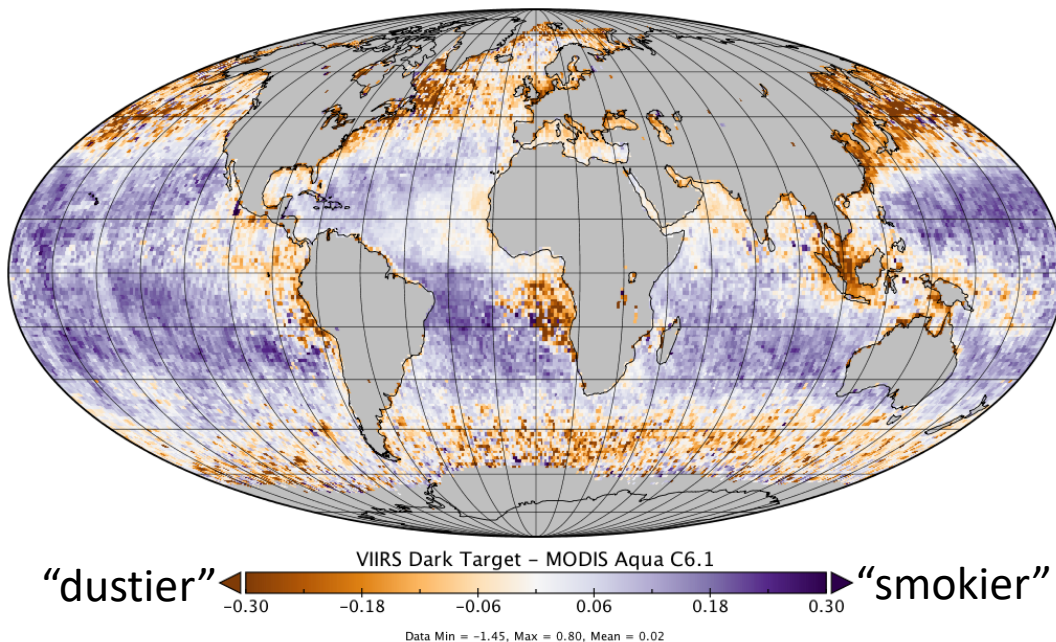 VIIRS Dark Target – MODIS Aqua C6.1
“dustier” “smokier”
-0.30 -0.18 -0.06 0.06 0.18 0.30
Data Min = -1.45, Max = 0.80, Mean = 0.02